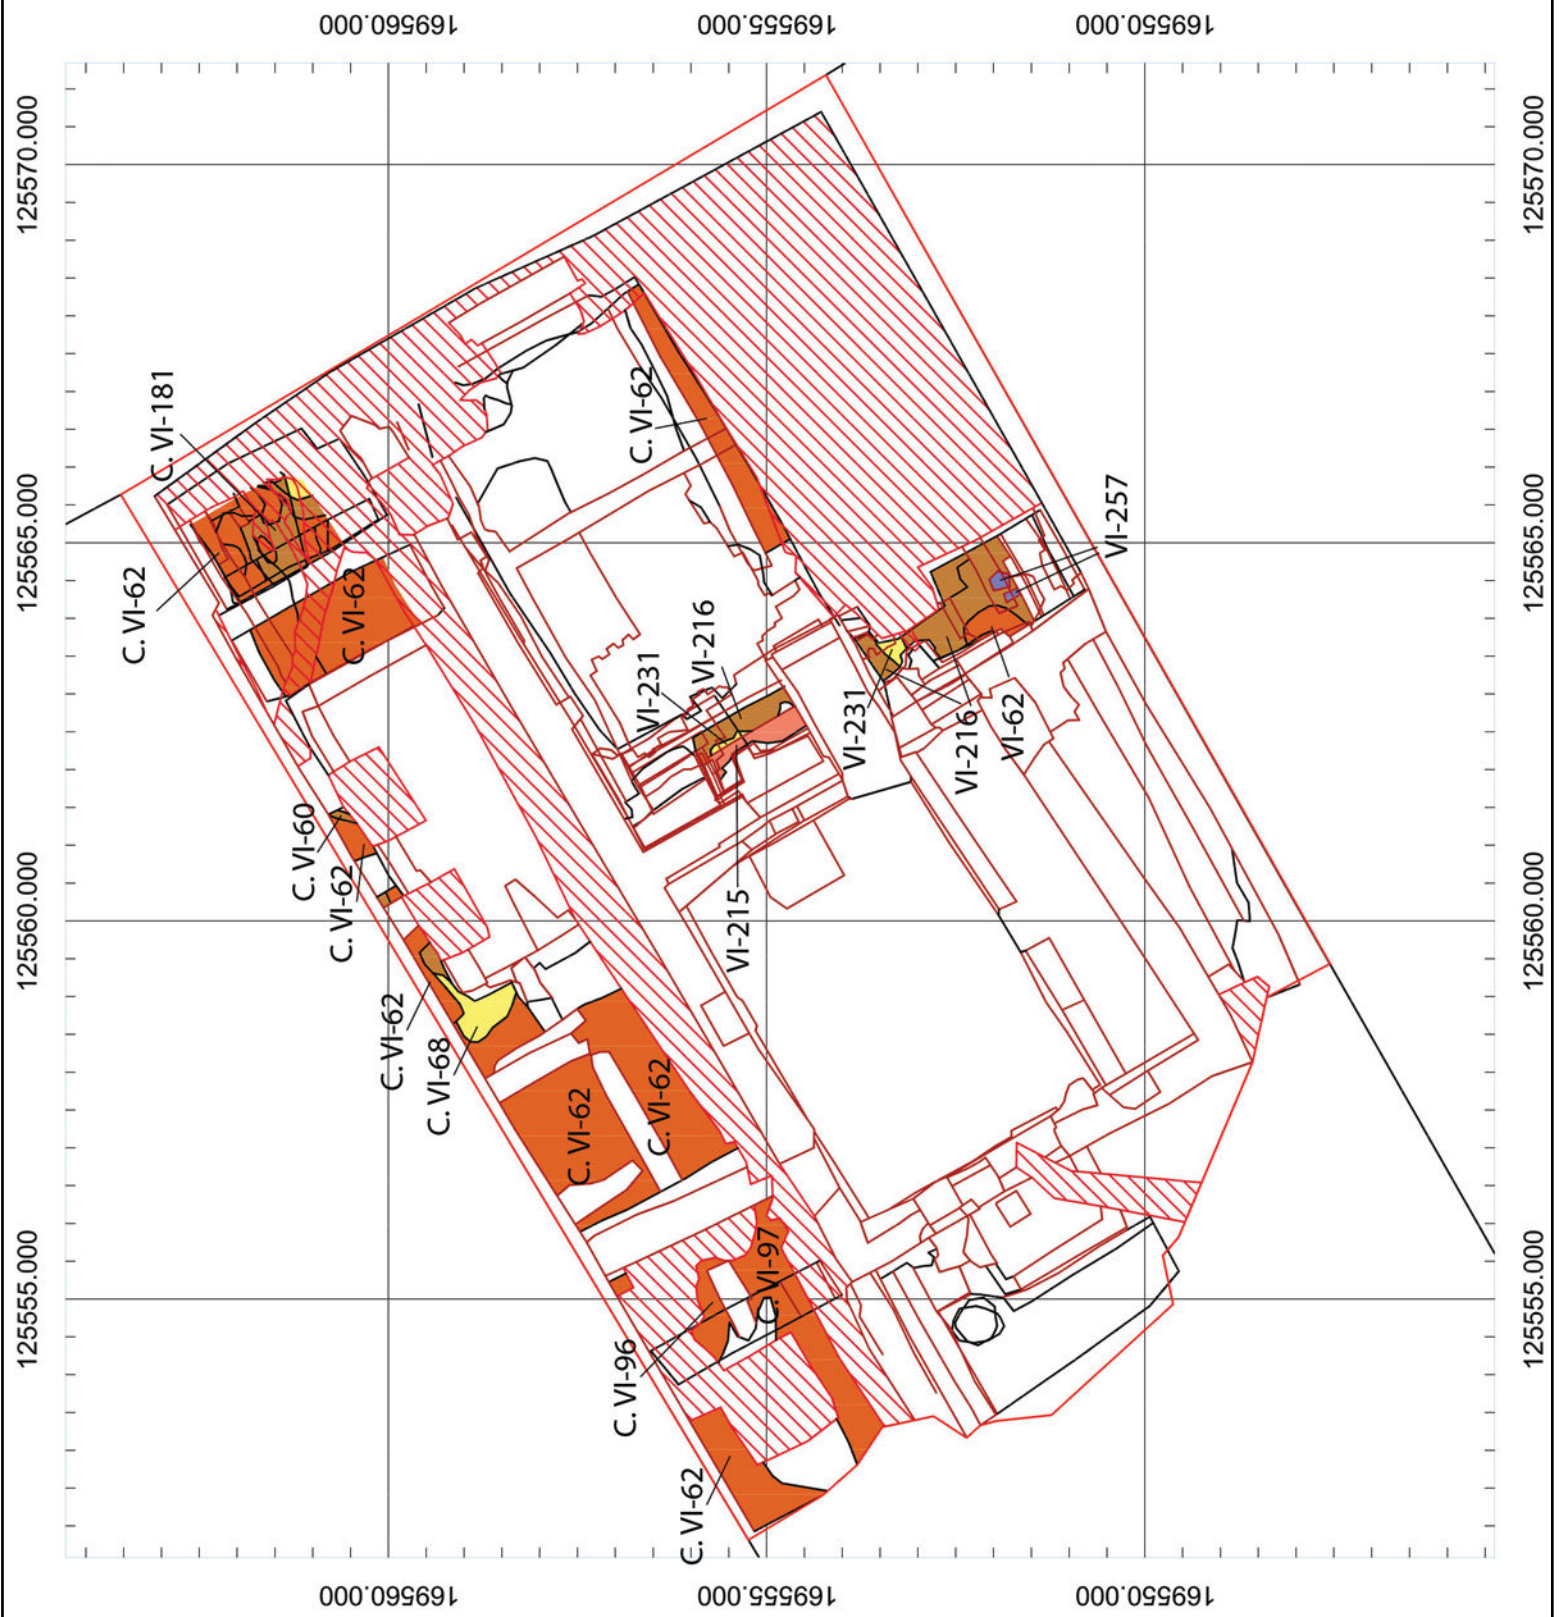 169560.000
169555.000
169550.000
125570.000
125570.000
C. VI-181
C. VI-62
C. VI-62
C. VI-62
125565.000
125565.000
VI-257
VI-216
VI-231
VI-231
VI-216
VI-62
C. VI-60
C. VI-62
VI-215
125560.000
125560.000
C. VI-62
C. VI-68
C. VI-62
C. VI-62
C. VI-97
125555.000
125555.000
C. VI-96
C. VI-62
169560.000
169555.000
169550.000